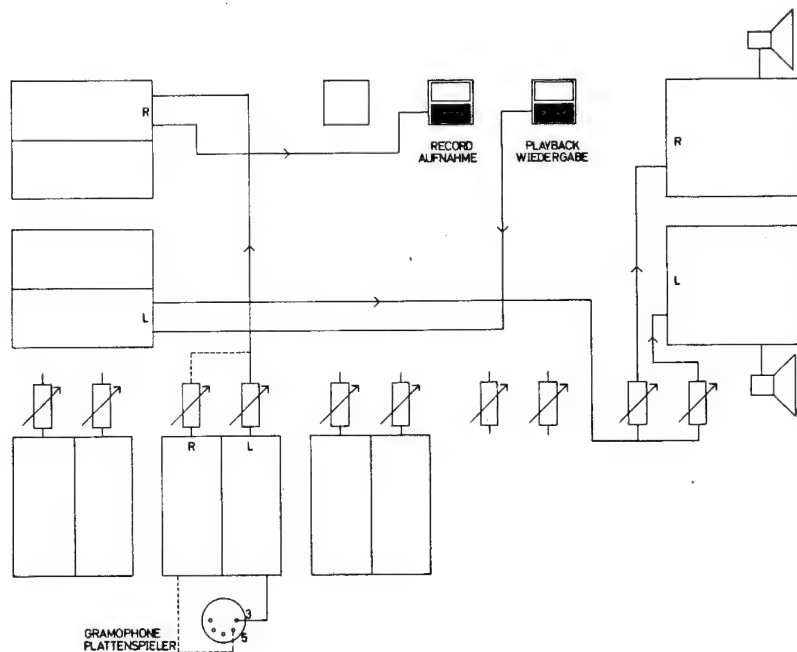 R
RECORD
AUFNAHME
PLAYBACK
WIEDERGABE
R
L
L
R
L
3
5
GRAMOPHONE
PLATTENSPIELER